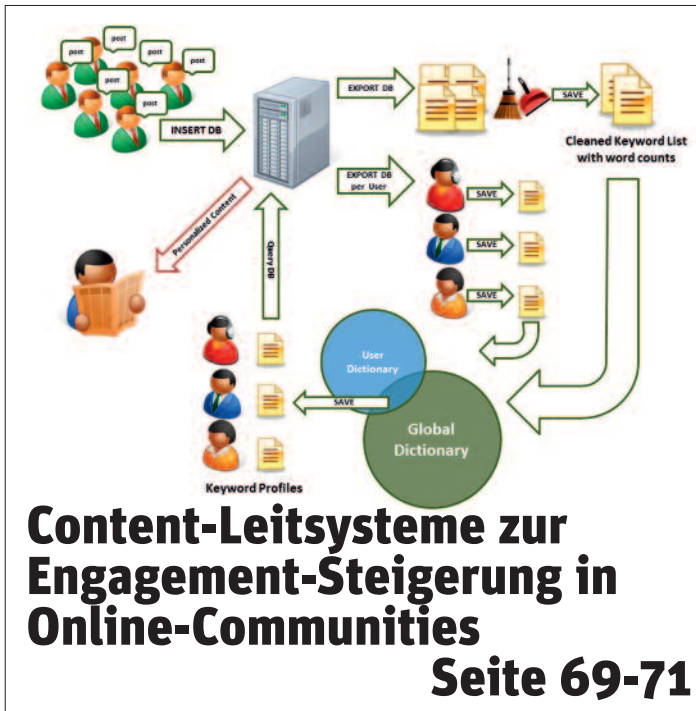 post
post
post
post
post
post
post
INSERT DB
EXPORT DB
SAVE
Cleaned Keyword List
with word counts
EXPORT DB
per User
SAVE
SAVE
SAVE
Personalized Content
Query DB
User
Dictionary
SAVE
Global
Dictionary
Keyword Profiles
Content-Leitsysteme zur
Engagement-Steigerung in
Online-Communities
Seite 69-71